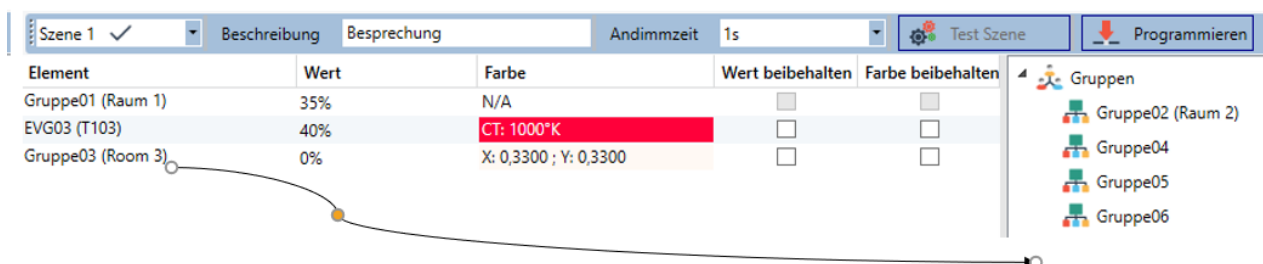 Szene 1 Beschreibung Besprechung Andimmzeit 1s Test Szene Programmieren
Element Wert Farbe Wert beibehalten Farbe beibehalten
Gruppe01 (Raum 1) 35% N/A
EVG03 (T103) 40% CT: 1000°K
Gruppe03 (Room 3) 0% X: 0,3300 ; Y: 0,3300
Gruppen
Gruppe02 (Raum 2)
Gruppe04
Gruppe05
Gruppe06